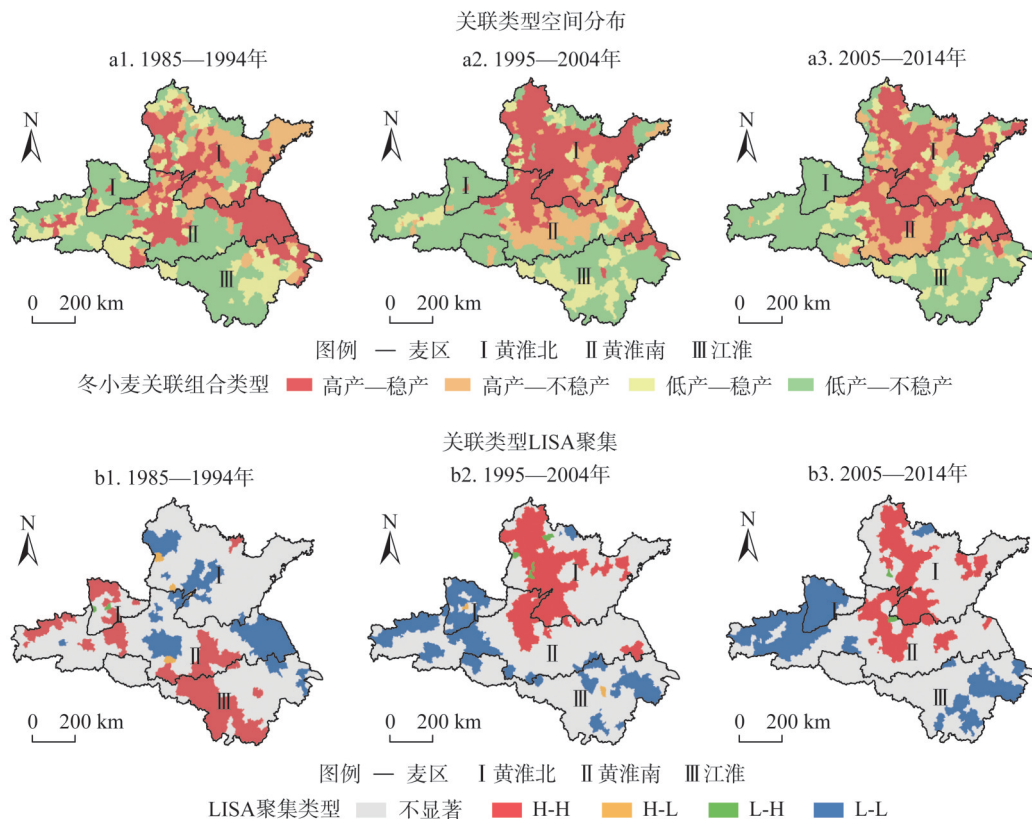 关联类型空间分布
a1. 1985—1994年 a2. 1995—2004年 a3. 2005—2014年
N N N
Ⅰ Ⅰ Ⅰ
Ⅰ Ⅰ Ⅰ
Ⅱ Ⅱ Ⅱ
Ⅲ Ⅲ Ⅲ
0 200 km 0 200 km 0 200 km
图例 — 麦区 Ⅰ黄淮北 Ⅱ黄淮南 Ⅲ江淮
冬小麦关联组合类型 高产—稳产 高产—不稳产 低产—稳产 低产—不稳产
关联类型LISA聚集
b1. 1985—1994年 b2. 1995—2004年 b3. 2005—2014年
N N N
Ⅰ Ⅰ Ⅰ
Ⅰ Ⅰ Ⅰ
Ⅱ Ⅱ Ⅱ
Ⅲ Ⅲ Ⅲ
0 200 km 0 200 km 0 200 km
图例 — 麦区 Ⅰ黄淮北 Ⅱ黄淮南 Ⅲ江淮
LISA聚集类型 不显著 H-H H-L L-H L-L